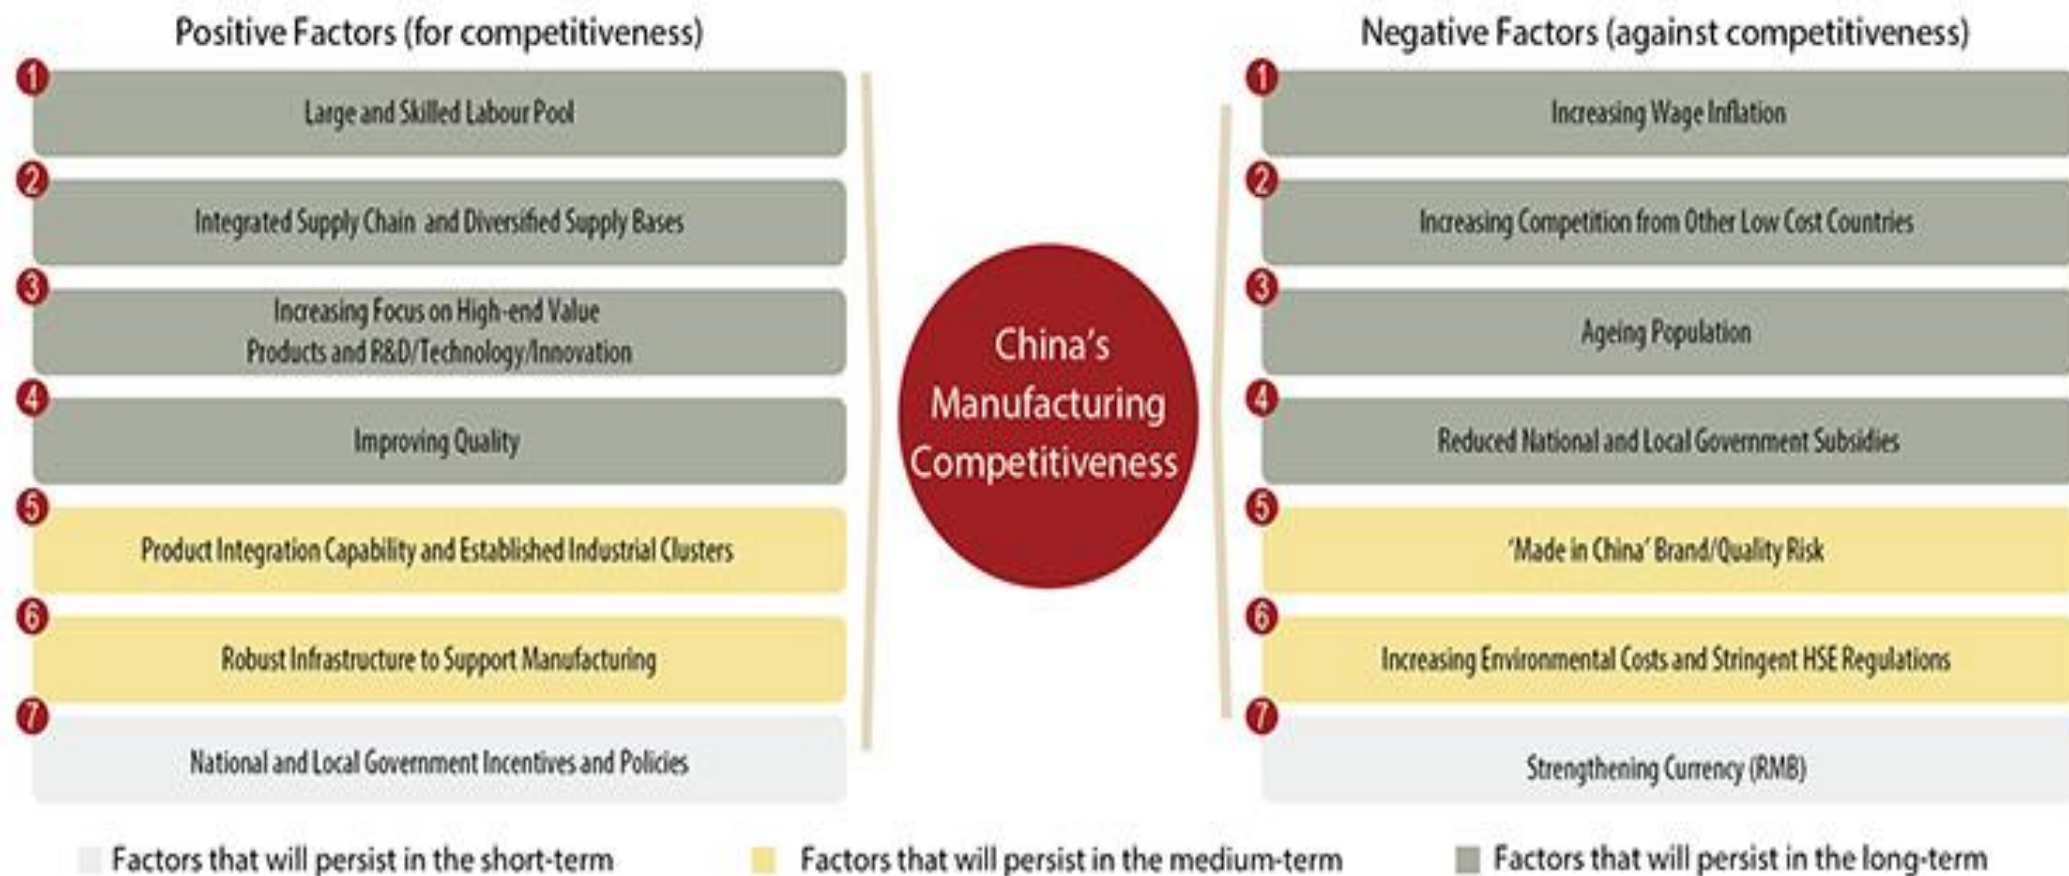 Positive Factors (for competitiveness)
1
Large and Skilled Labour Pool
2
Integrated Supply Chain and Diversified Supply Bases
3
Increasing Focus on High-end Value
Products and R&D/Technology/Innovation
4
Improving Quality
5
Product Integration Capability and Established Industrial Clusters
6
Robust Infrastructure to Support Manufacturing
7
National and Local Government Incentives and Policies
China's
Manufacturing
Competitiveness
Negative Factors (against competitiveness)
1
Increasing Wage Inflation
2
Increasing Competition from Other Low Cost Countries
3
Ageing Population
4
Reduced National and Local Government Subsidies
5
'Made in China' Brand/Quality Risk
6
Increasing Environmental Costs and Stringent HSE Regulations
7
Strengthening Currency (RMB)
Factors that will persist in the short-term
Factors that will persist in the medium-term
Factors that will persist in the long-term